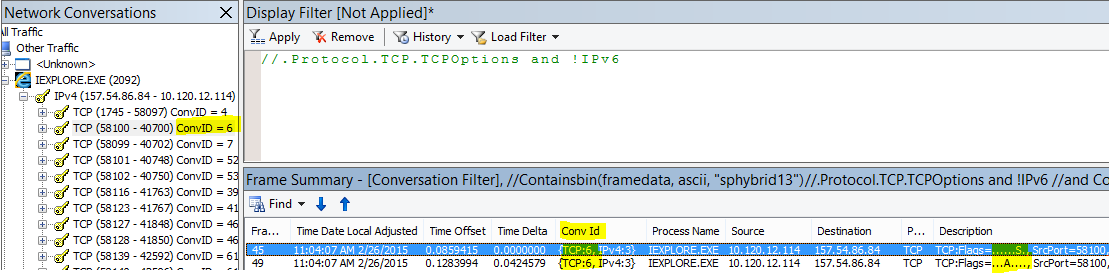 Network Conversations
All Traffic
Other Traffic
<Unknown>
IEXPLORE.EXE (2092)
IPv4 (157.54.86.84 - 10.120.12.114)
TCP (1745 - 58097) ConvID = 4
TCP (58100 - 40700) ConvID = 6
TCP (58099 - 40702) ConvID = 7
TCP (58101 - 40748) ConvID = 52
TCP (58102 - 40750) ConvID = 53
TCP (58116 - 41763) ConvID = 39
TCP (58123 - 41767) ConvID = 41
TCP (58127 - 41848) ConvID = 46
TCP (58128 - 41850) ConvID = 46
TCP (58139 - 42592) ConvID = 61
Display Filter [Not Applied]*
Apply Remove History Load Filter
//.Protocol.TCP.TCPOptions and !IPv6
Frame Summary - [Conversation Filter], //Containsbin(framedata, ascii, "sphybrid13")//.Protocol.TCP.TCPOptions and !IPv6 //and Co
Find
Fra... Time Date Local Adjusted Time Offset Time Delta Conv Id Process Name Source Destination P... Description
45 11:04:07 AM 2/26/2015 0.0859415 0.0000000 {TCP:6, IPv4:3} IEXPLORE.EXE 10.120.12.114 157.54.86.84 TCP TCP:Flags=......S., SrcPort=58100
49 11:04:07 AM 2/26/2015 0.1283994 0.0424579 {TCP:6, IPv4:3} IEXPLORE.EXE 10.120.12.114 157.54.86.84 TCP TCP:Flags=...A...., SrcPort=58100